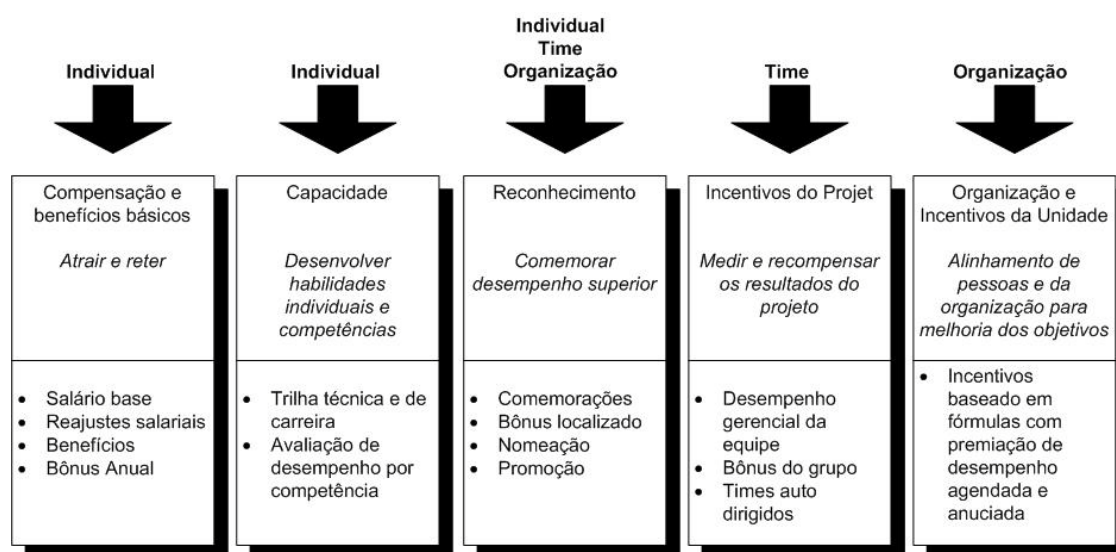 Individual
Compensação e
benefícios básicos
Atrair e reter
• Salário base
• Reajustes salariais
• Benefícios
• Bônus Anual
Individual
Capacidade
Desenvolver
habilidades
individuais e
competências
• Trilha técnica e de
carreira
• Avaliação de
desempenho por
competência
Individual
Time
Organização
Reconhecimento
Comemorar
desempenho superior
• Comemorações
• Bônus localizado
• Nomeação
• Promoção
Time
Incentivos do Projet
Medir e recompensar
os resultados do
projeto
• Desempenho
gerencial da
equipe
• Bônus do grupo
• Times auto
dirigidos
Organização
Organização e
Incentivos da Unidade
Alinhamento de
pessoas e da
organização para
melhoria dos objetivos
• Incentivos
baseado em
fórmulas com
premiação de
desempenho
agendada e
anuciada